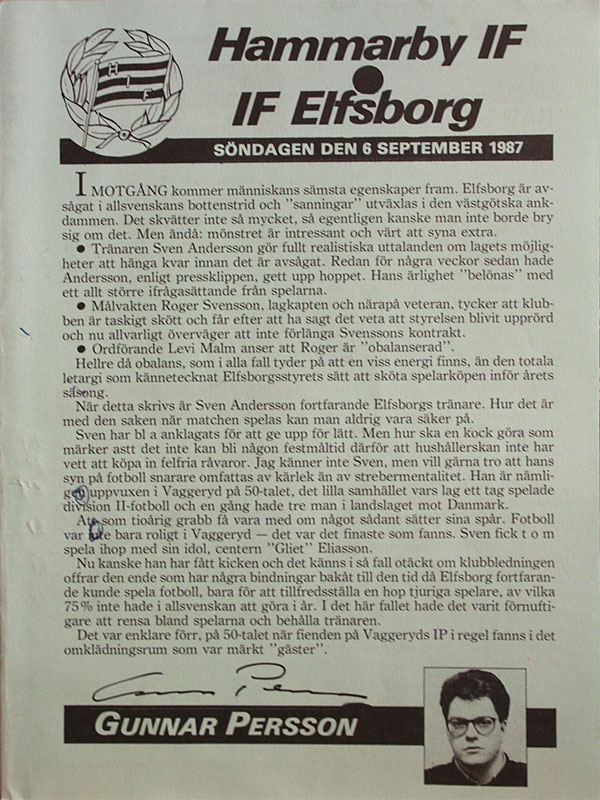 Hammarby IF
IF Elfsborg
H
I
F
SÖNDAGEN DEN 6 SEPTEMBER 1987
I MOTGÅNG kommer människans sämsta egenskaper fram. Elfsborg är av-
sågat i allsvenskans bottenstrid och "sanningar" utväxlas i den västgötska ank-
dammen. Det skvätter inte så mycket, så egentligen kanske man inte borde bry
sig om det. Men ändå: mönstret är intressant och värt att syna extra.
● Tränaren Sven Andersson gör fullt realistiska uttalanden om lagets möjlig-
heter att hänga kvar innan det är avsågat. Redan för några veckor sedan hade
Andersson, enligt pressklippen, gett upp hoppet. Hans ärlighet "belönas" med
ett allt större ifrågasättande från spelarna.
● Målvakten Roger Svensson, lagkapten och närapå veteran, tycker att klub-
ben är taskigt skött och får efter att ha sagt det veta att styrelsen blivit upprörd
och nu allvarligt överväger att inte förlänga Svenssons kontrakt.
● Ordförande Levi Malm anser att Roger är "obalanserad".
Hellre då obalans, som i alla fall tyder på att en viss energi finns, än den totala
letargi som kännetecknat Elfsborgsstyrets sätt att sköta spelarköpen inför årets
säsong.
När detta skrivs är Sven Andersson fortfarande Elfsborgs tränare. Hur det är
med den saken när matchen spelas kan man aldrig vara säker på.
Sven har bl a anklagats för att ge upp för lätt. Men hur ska en kock göra som
märker astt det inte kan bli någon festmåltid därför att hushållerskan inte har
vett att köpa in felfria råvaror. Jag känner inte Sven, men vill gärna tro att hans
syn på fotboll snarare omfattas av kärlek än av strebermentalitet. Han är nämli-
gen uppvuxen i Vaggeryd på 50-talet, det lilla samhället vars lag ett tag spelade
division II-fotboll och en gång hade tre man i landslaget mot Danmark.
Att som tioårig grabb få vara med om något sådant sätter sina spår. Fotboll
var inte bara roligt i Vaggeryd — det var det finaste som fanns. Sven fick t o m
spela ihop med sin idol, centern "Gliet" Eliasson.
Nu kanske han har fått kicken och det känns i så fall otäckt om klubbledningen
offrar den ende som har några bindningar bakåt till den tid då Elfsborg fortfaran-
de kunde spela fotboll, bara för att tillfredsställa en hop tjuriga spelare, av vilka
75% inte hade i allsvenskan att göra i år. I det här fallet hade det varit förnufti-
gare att rensa bland spelarna och behålla tränaren.
Det var enklare förr, på 50-talet när fienden på Vaggeryds IP i regel fanns i det
omklädningsrum som var märkt "gäster".
GUNNAR PERSSON